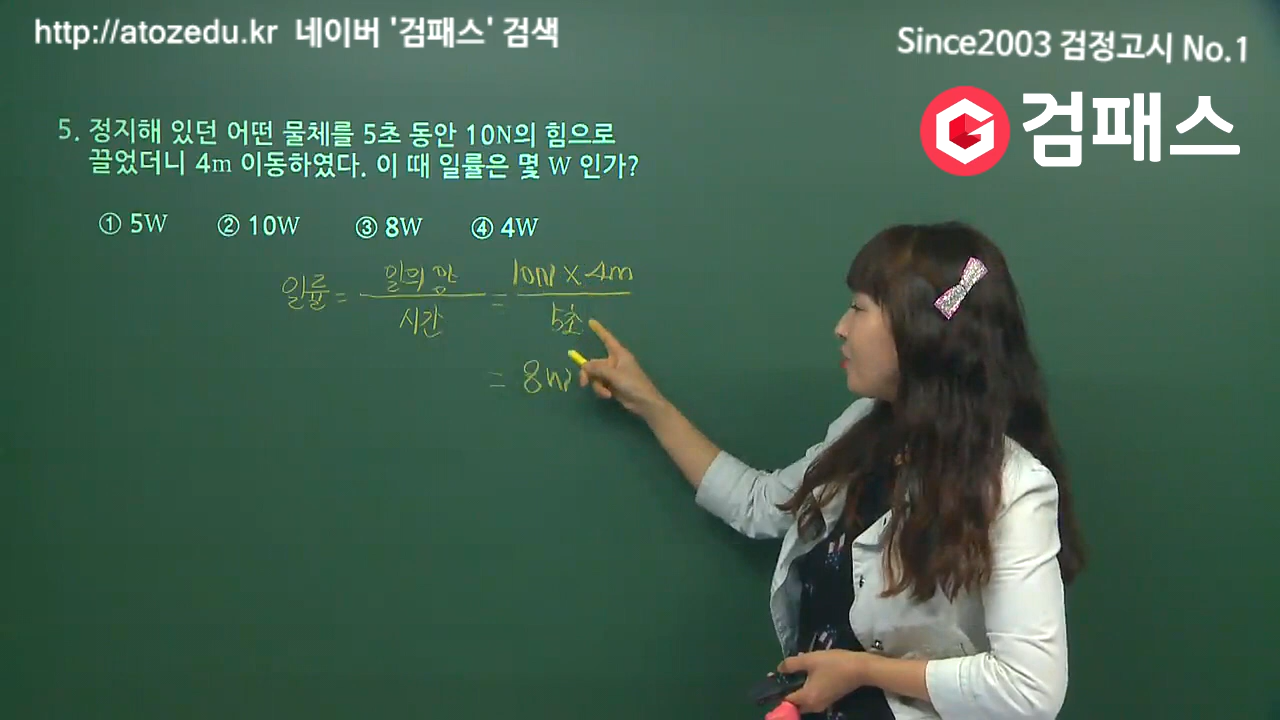 http://atozedu.kr 네이버 '검패스' 검색
Since2003 검정고시 No.1
검패스
5. 정지해 있던 어떤 물체를 5초 동안 10N의 힘으로
끌었더니 4m 이동하였다. 이 때 일률은 몇 W 인가?
① 5W ② 10W ③ 8W ④ 4W
일률 = 일의 양 / 시간 = 10N × 4m / 5초
= 8W